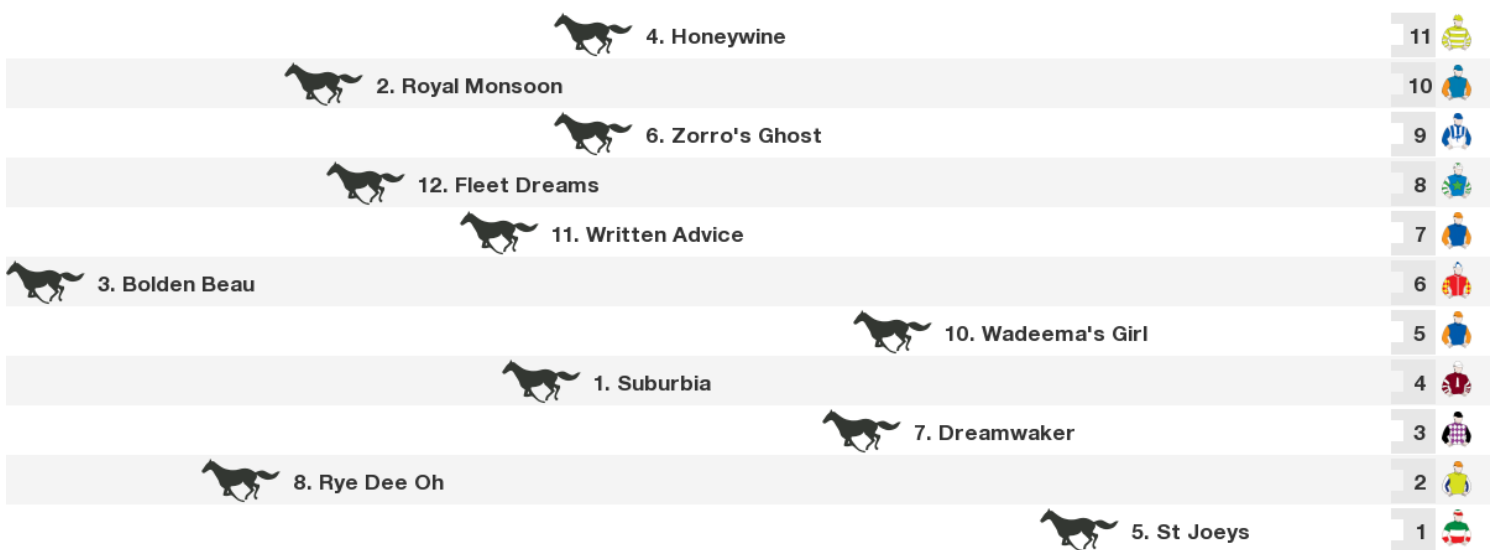 4. Honeywine 11
2. Royal Monsoon 10
6. Zorro's Ghost 9
12. Fleet Dreams 8
11. Written Advice 7
3. Bolden Beau 6
10. Wadeema's Girl 5
1. Suburbia 4
7. Dreamwaker 3
8. Rye Dee Oh 2
5. St Joeys 1